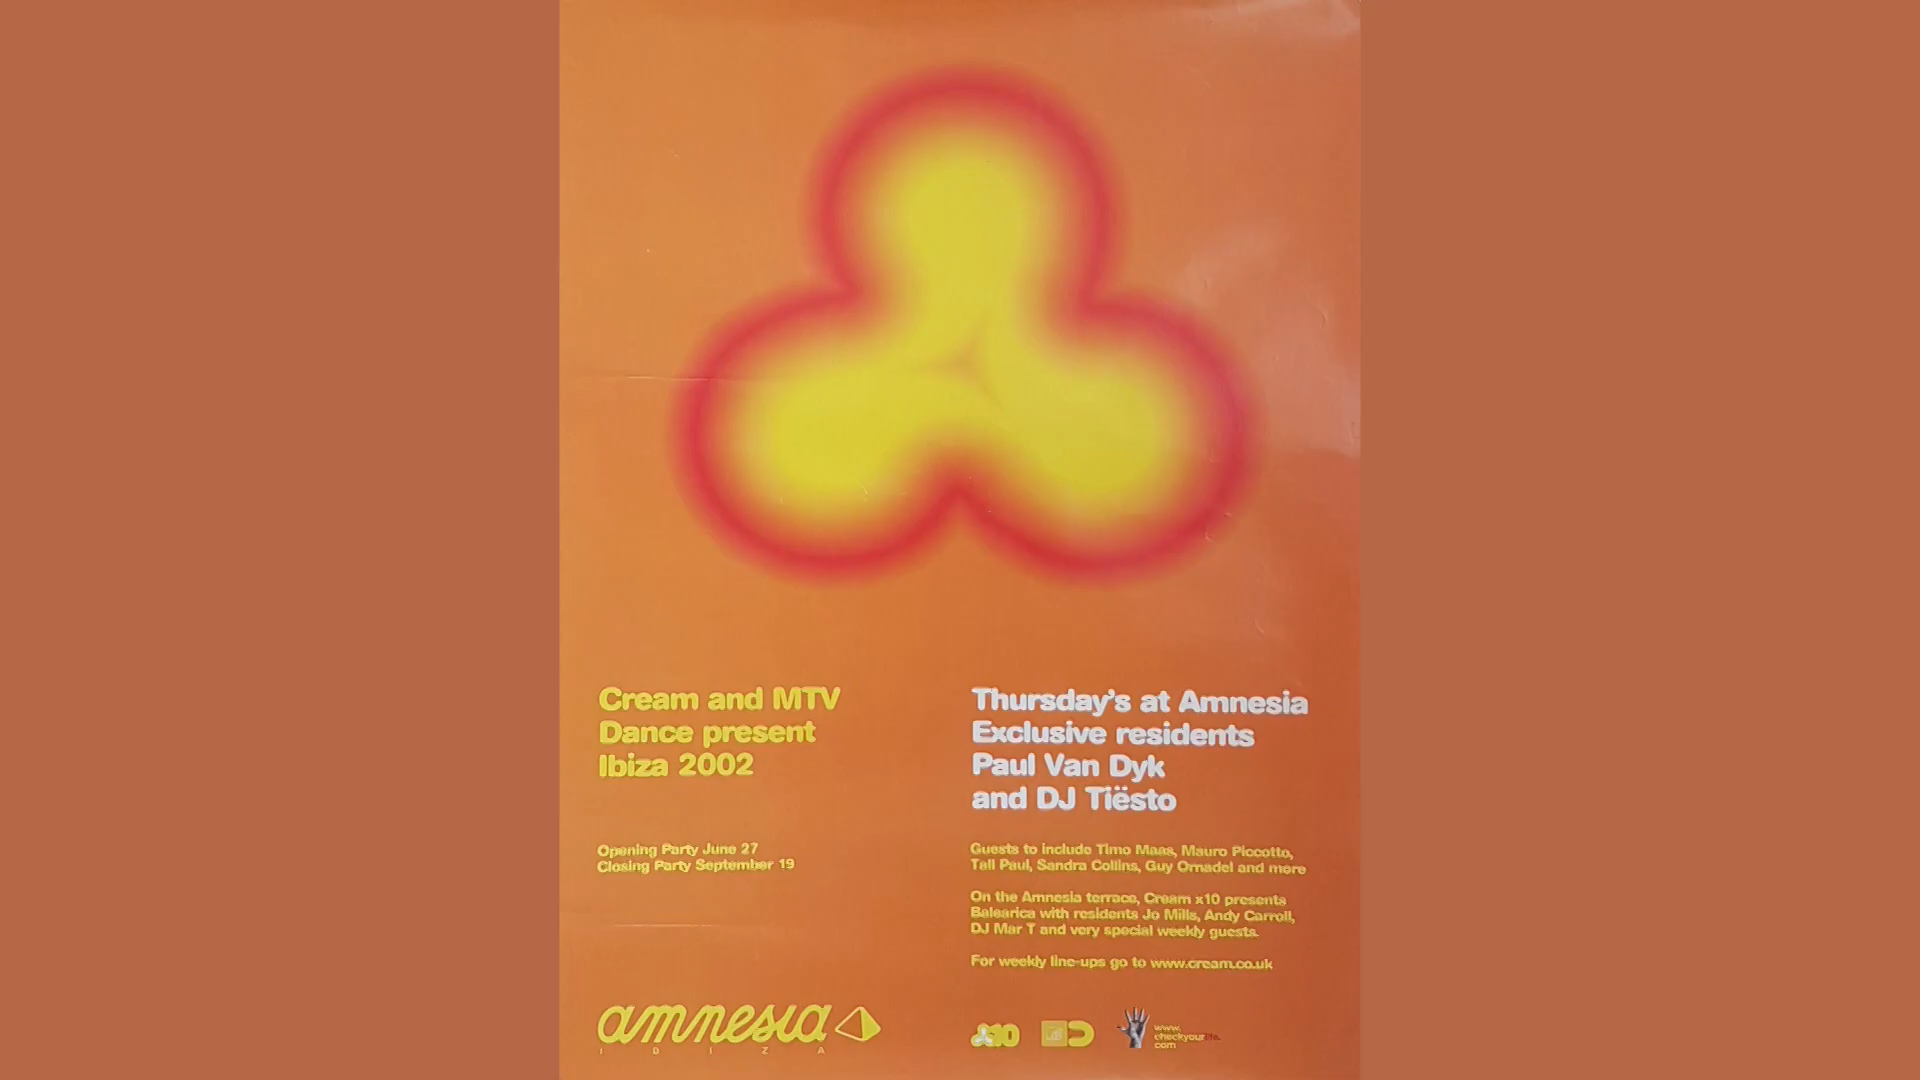 Cream and MTV
Dance present
Ibiza 2002
Opening Party June 27
Closing Party September 19
Thursday's at Amnesia
Exclusive residents
Paul Van Dyk
and DJ Tiësto
Guests to include Timo Maas, Mauro Piccotto,
Tall Paul, Sandra Collins, Guy Ornadel and more
On the Amnesia terrace, Cream x10 presents
Balearica with residents Jo Mills, Andy Carroll,
DJ Mar T and very special weekly guests.
For weekly line-ups go to www.cream.co.uk
amnesia
IBIZA
x10
www.
checkyourlife.
com